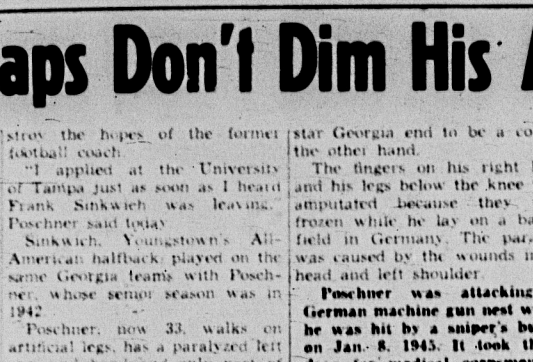 aps Don't Dim His
stroy the hopes of the former
football coach.
"I applied at the University
of Tampa just as soon as I heard
Frank Sinkwich was leaving,"
Poschner said today
Sinkwich, Youngstown's All-
American halfback, played on the
same Georgia teams with Posch-
ner, whose senior season was in
1942.
Poschner, now 33, walks on
artificial legs, has a paralyzed left
star Georgia end to be a co
the other hand.
The fingers on his right
and his legs below the knee
amputated because they
frozen while he lay on a ba
field in Germany. The par
was caused by the wounds i
head and left shoulder.
Poschner was attacking
German machine gun nest w
he was hit by a sniper's bu
on Jan. 8, 1945. It took th